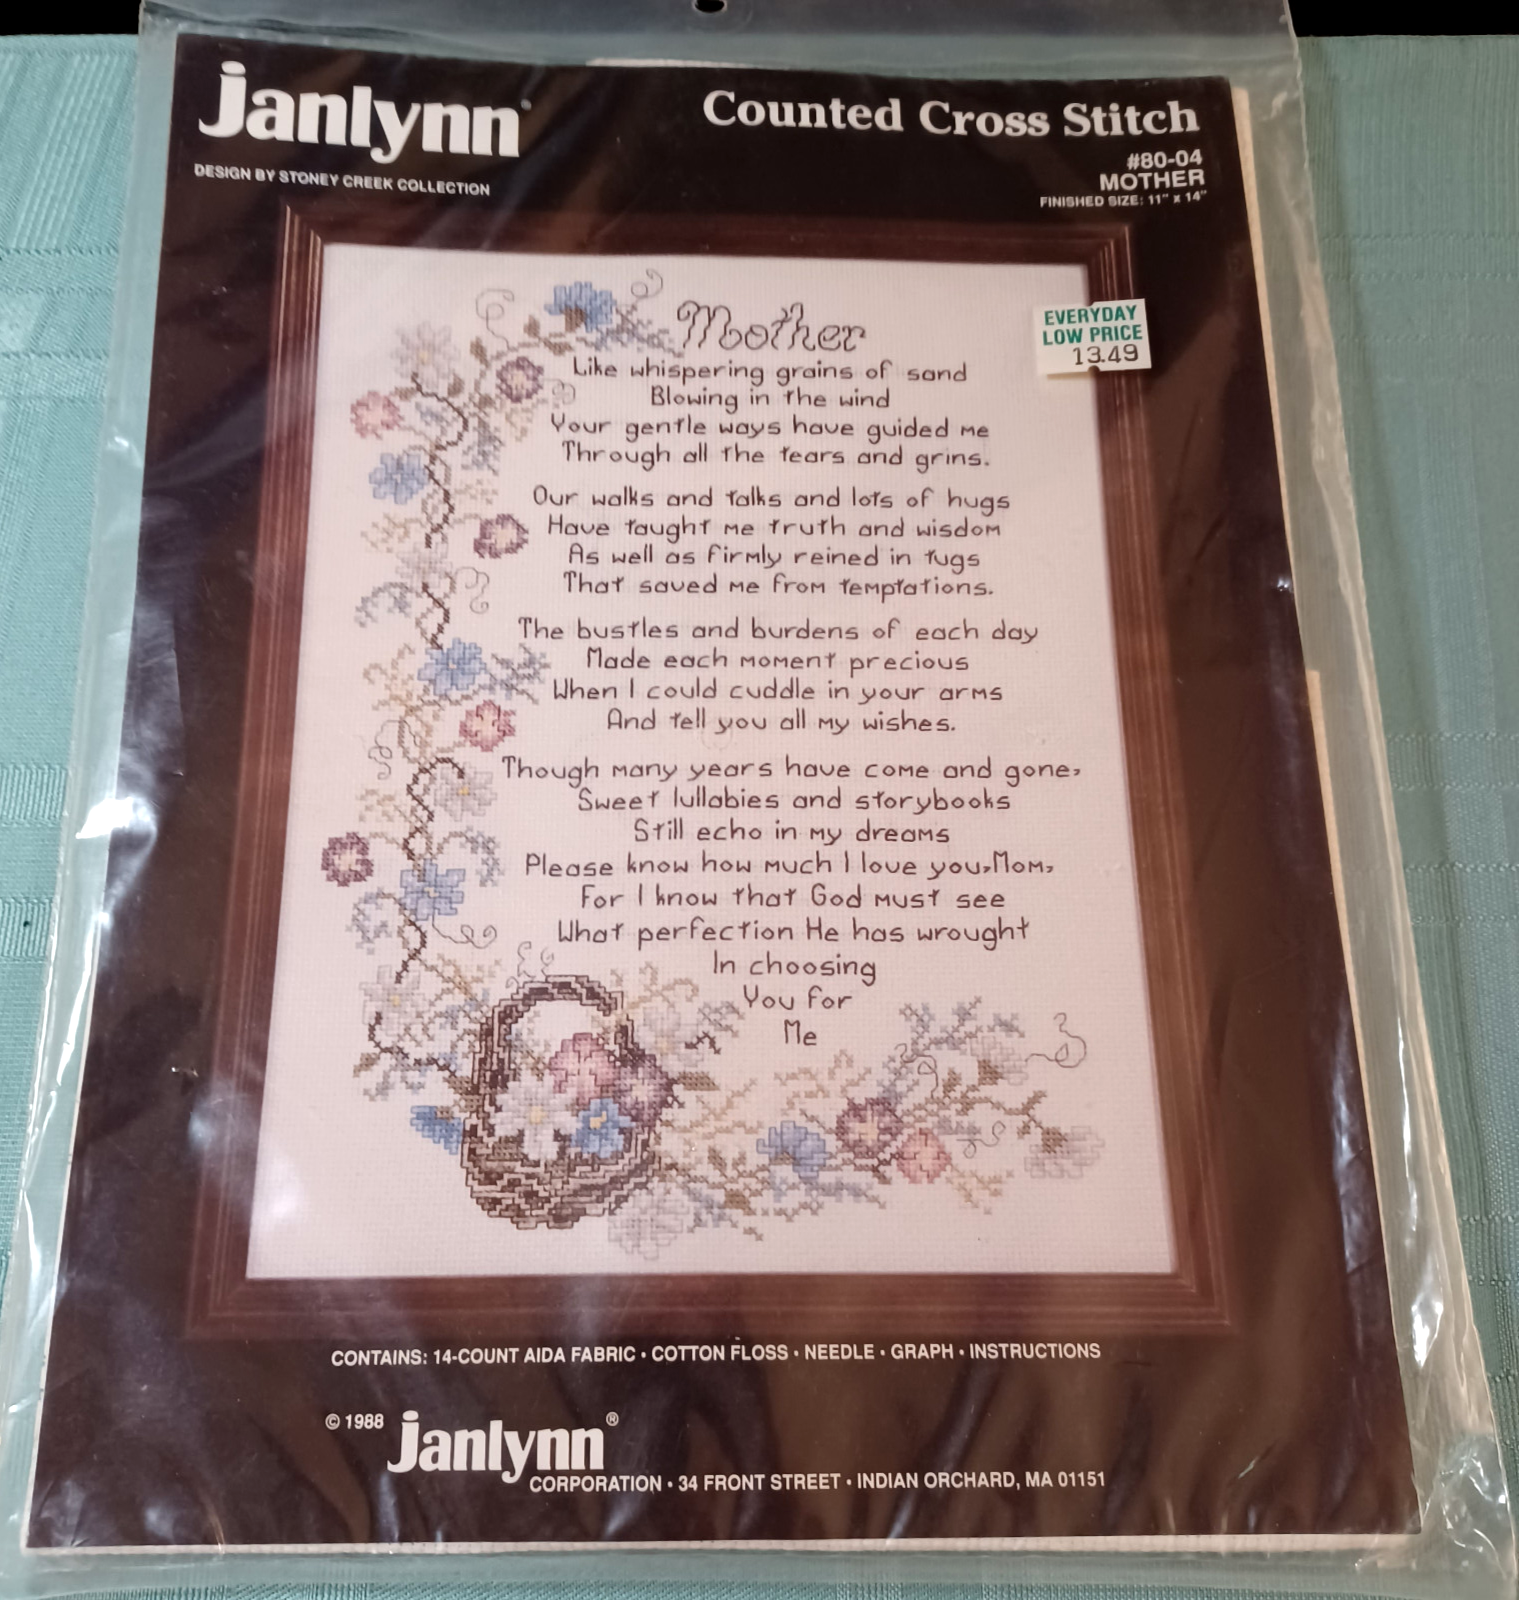 janlynn®
DESIGN BY STONEY CREEK COLLECTION
Counted Cross Stitch
#80-04
MOTHER
FINISHED SIZE: 11" x 14"
EVERYDAY
LOW PRICE
13.49
Mother
Like whispering grains of sand
Blowing in the wind
Your gentle ways have guided me
Through all the tears and grins.
Our walks and talks and lots of hugs
Have taught me truth and wisdom
As well as firmly reined in tugs
That saved me from temptations.
The bustles and burdens of each day
Made each moment precious
When I could cuddle in your arms
And tell you all my wishes.
Though many years have come and gone,
Sweet lullabies and storybooks
Still echo in my dreams
Please know how much I love you, Mom,
For I know that God must see
What perfection He has wrought
In choosing
You for
Me
CONTAINS: 14-COUNT AIDA FABRIC • COTTON FLOSS • NEEDLE • GRAPH • INSTRUCTIONS
© 1988 janlynn®
CORPORATION • 34 FRONT STREET • INDIAN ORCHARD, MA 01151